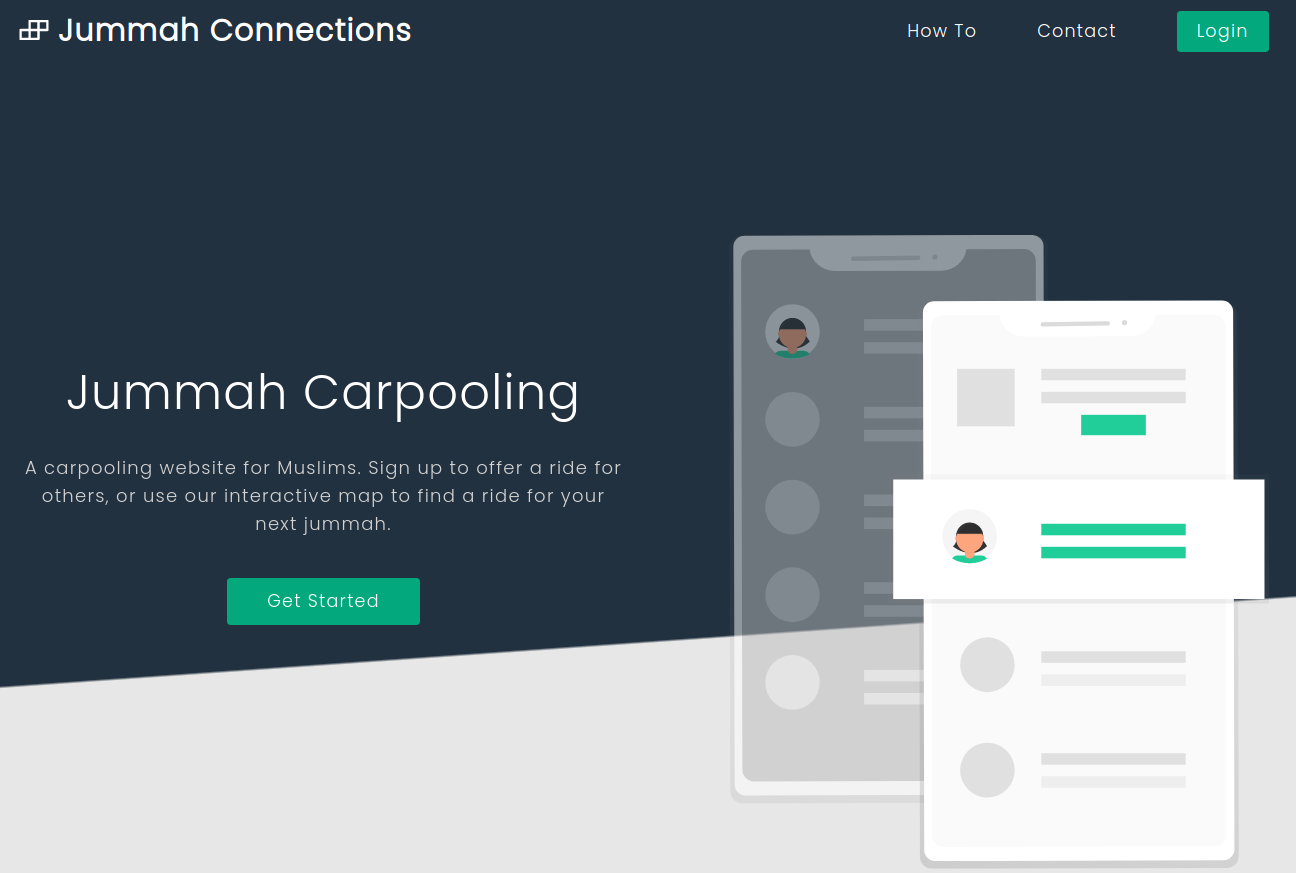 Jummah Connections
How To
Contact
Login
Jummah Carpooling
A carpooling website for Muslims. Sign up to offer a ride for
others, or use our interactive map to find a ride for your
next jummah.
Get Started